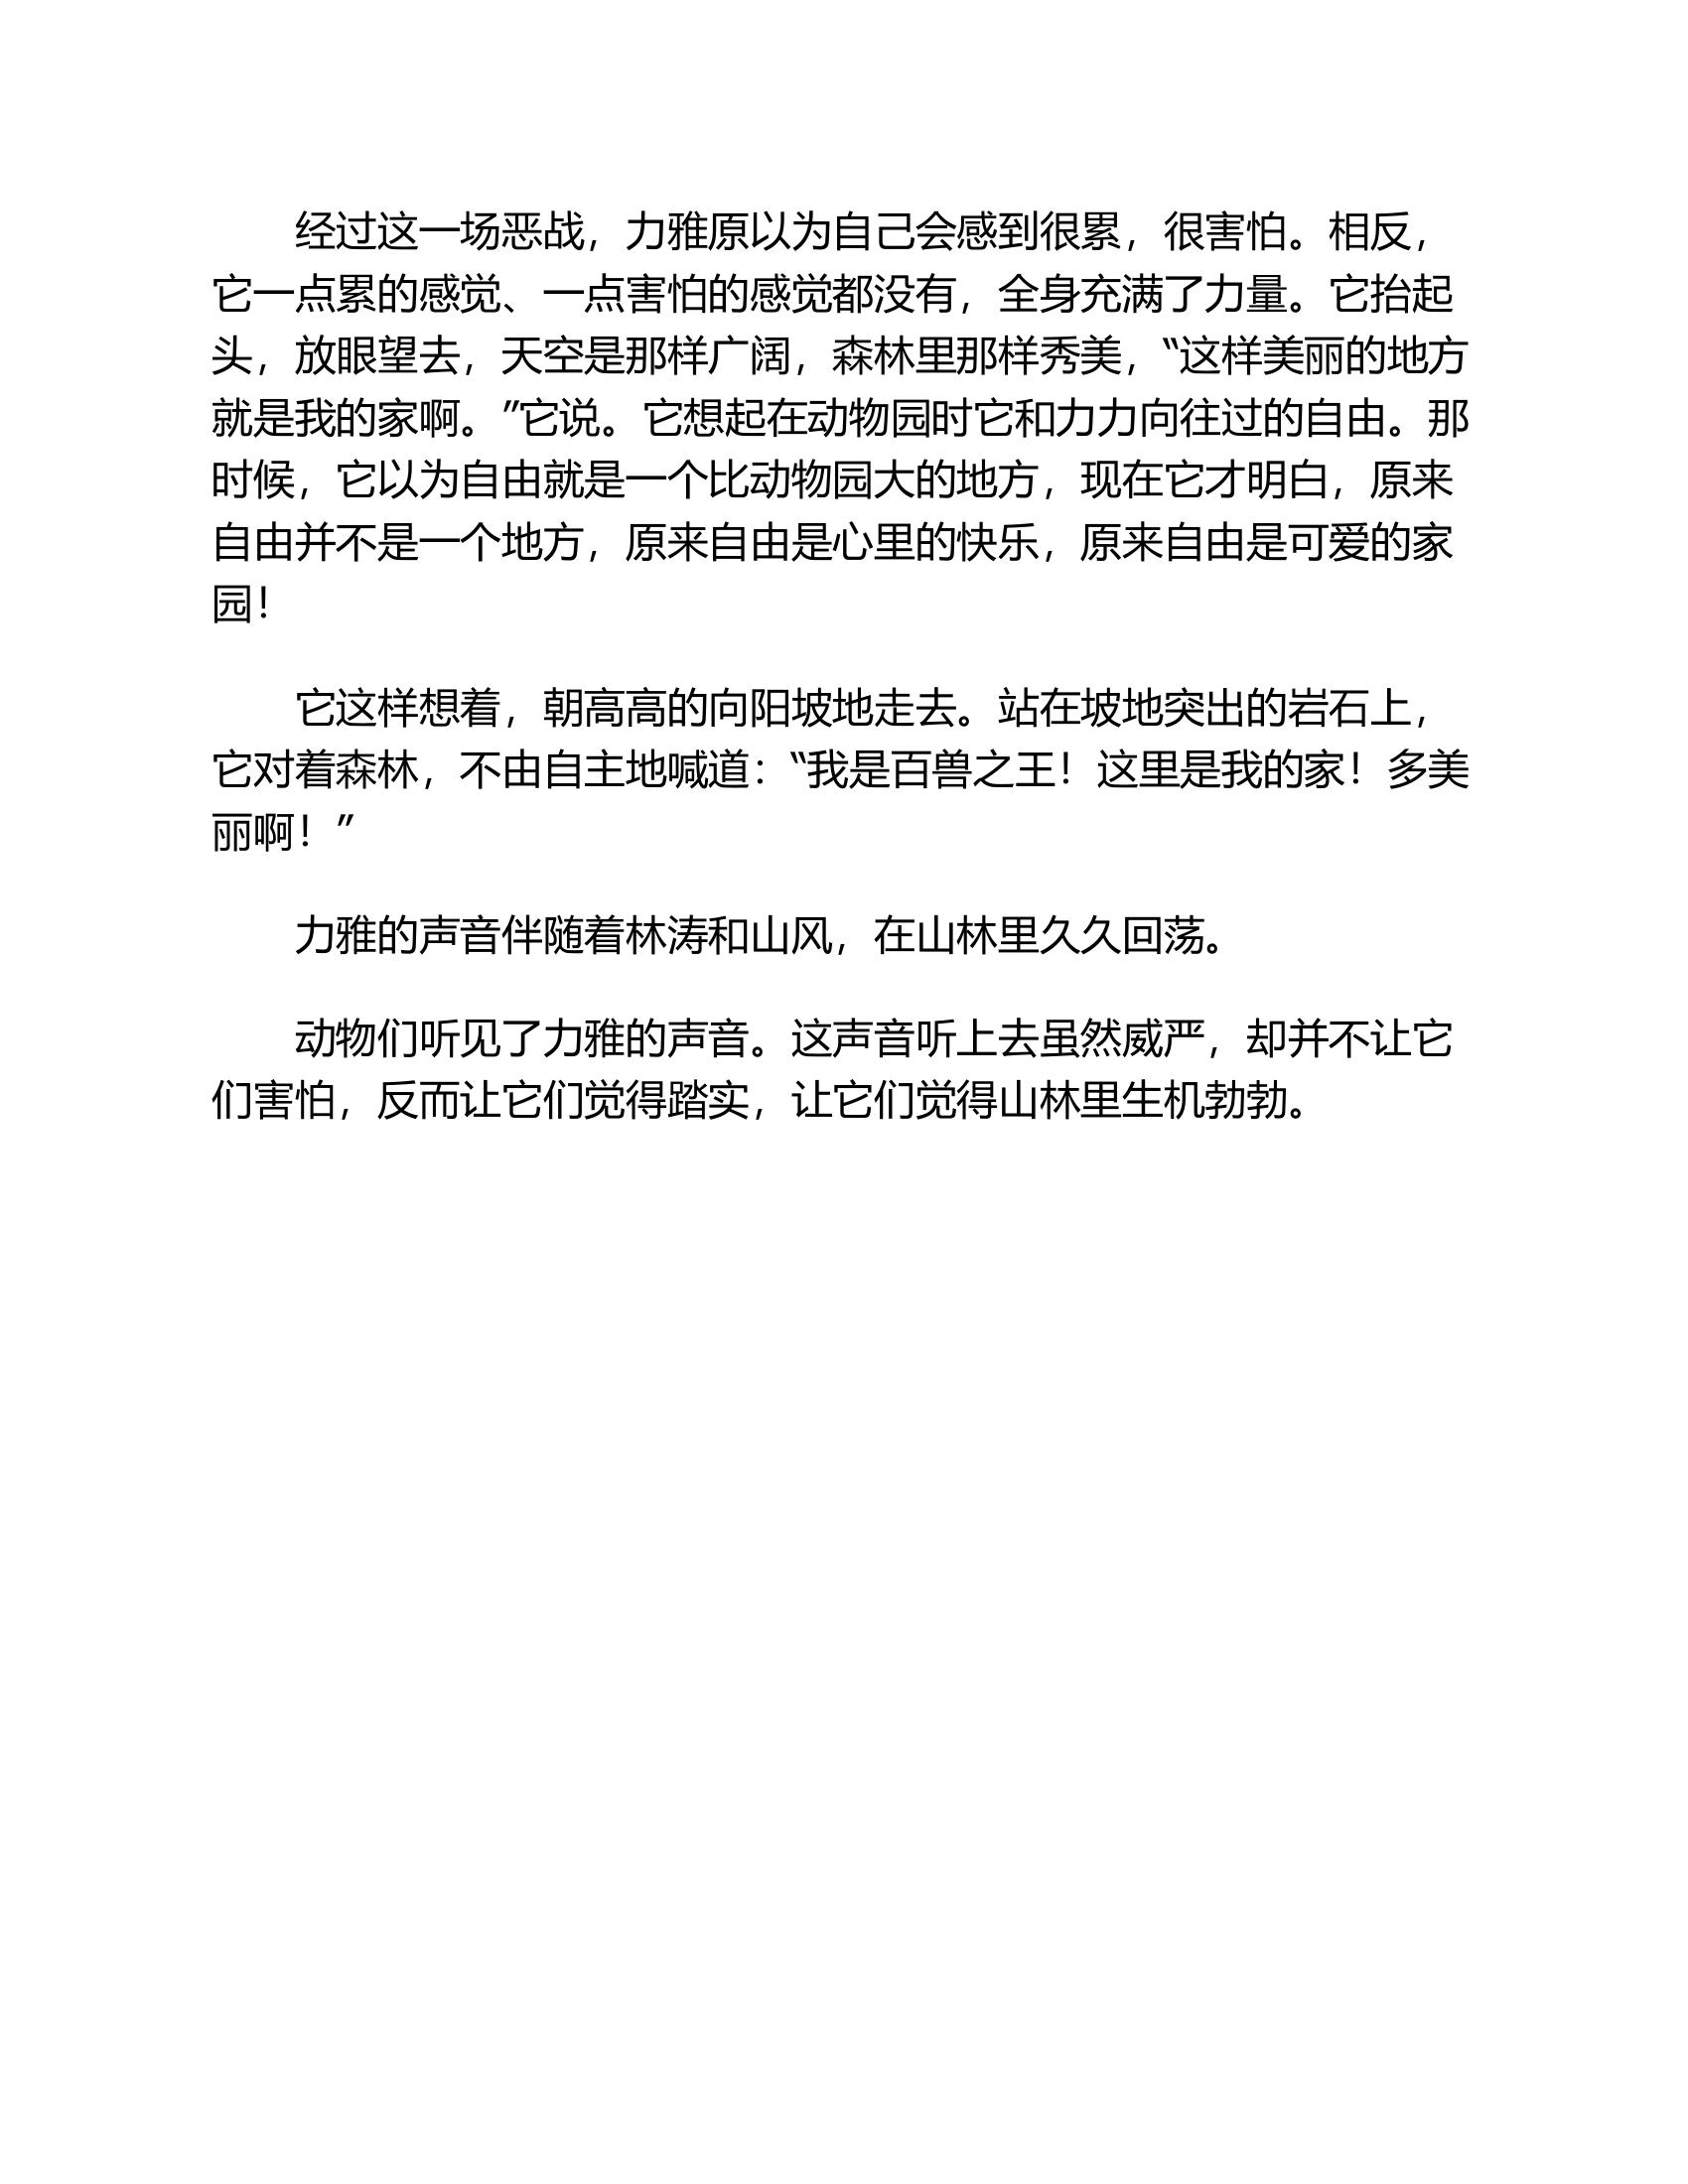 经过这一场恶战，力雅原以为自己会感到很累，很害怕。相反，
它一点累的感觉、一点害怕的感觉都没有，全身充满了力量。它抬起
头，放眼望去，天空是那样广阔，森林里那样秀美，“这样美丽的地方
就是我的家啊。”它说。它想起在动物园时它和力力向往过的自由。那
时候，它以为自由就是一个比动物园大的地方，现在它才明白，原来
自由并不是一个地方，原来自由是心里的快乐，原来自由是可爱的家
园！
它这样想着，朝高高的向阳坡地走去。站在坡地突出的岩石上，
它对着森林，不由自主地喊道：“我是百兽之王！这里是我的家！多美
丽啊！”
力雅的声音伴随着林涛和山风，在山林里久久回荡。
动物们听见了力雅的声音。这声音听上去虽然威严，却并不让它
们害怕，反而让它们觉得踏实，让它们觉得山林里生机勃勃。